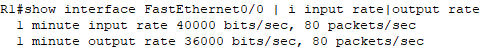 R1#show interface FastEthernet0/0 | i input rate|output rate
  1 minute input rate 40000 bits/sec, 80 packets/sec
  1 minute output rate 36000 bits/sec, 80 packets/sec